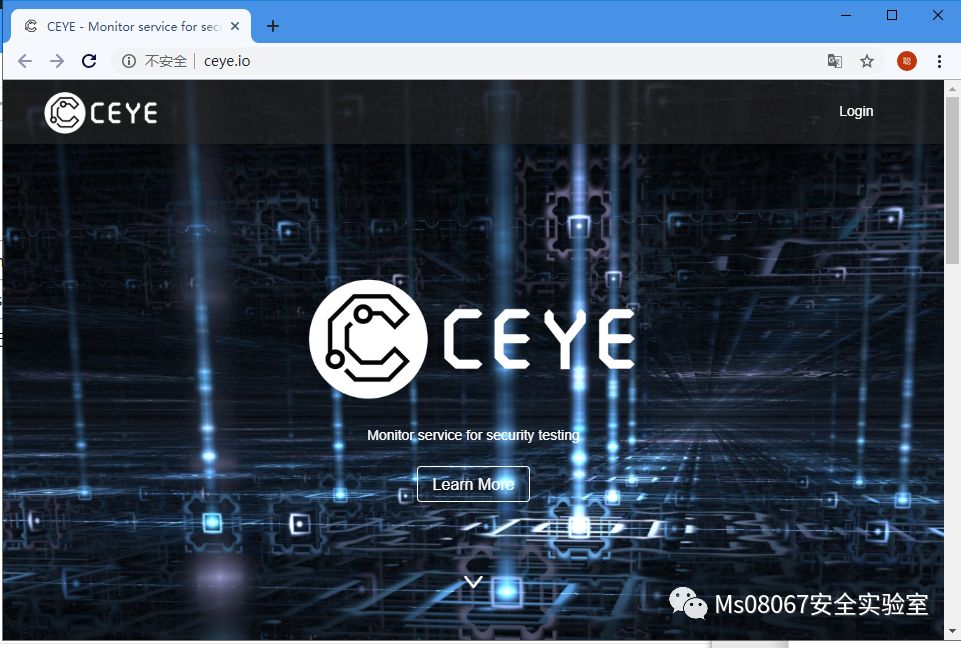 CEYE - Monitor service for sec
不安全
ceye.io
CEYE
Login
CEYE
Monitor service for security testing
Learn More
Ms08067安全实验室